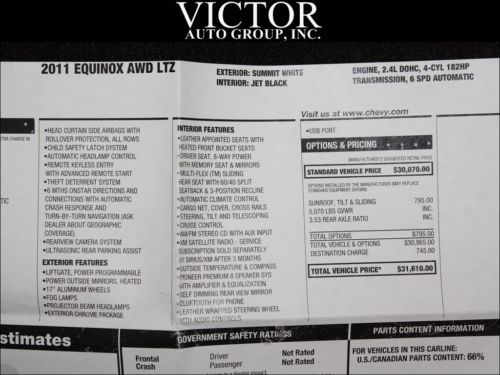 VICTOR
AUTO GROUP, INC.
2011 EQUINOX AWD LTZ
EXTERIOR: SUMMIT WHITE
INTERIOR: JET BLACK
ENGINE, 2.4L DOHC, 4-CYL 182HP
TRANSMISSION, 6 SPD AUTOMATIC
Visit us at www.chevy.com
CHARGE IN
•HEAD CURTAIN SIDE AIRBAGS WITH
ROLLOVER PROTECTION, ALL ROWS
•CHILD SAFETY LATCH SYSTEM
•AUTOMATIC HEADLAMP CONTROL
•REMOTE KEYLESS ENTRY
WITH ADVANCED REMOTE START
•THEFT DETERRENT SYSTEM
•6 MTHS ONSTAR DIRECTIONS AND
CONNECTIONS WITH AUTOMATIC
CRASH RESPONSE AND
TURN-BY-TURN NAVIGATION (ASK
DEALER ABOUT GEOGRAPHIC
COVERAGE)
•REARVIEW CAMERA SYSTEM
•ULTRASONIC REAR PARKING ASSIST
EXTERIOR FEATURES
•LIFTGATE, POWER PROGRAMMABLE
•POWER OUTSIDE MIRRORS, HEATED
•17" ALUMINUM WHEELS
•FOG LAMPS
•PROJECTOR BEAM HEADLAMPS
•EXTERIOR CHROME PACKAGE
INTERIOR FEATURES
•LEATHER APPOINTED SEATS WITH
HEATED FRONT BUCKET SEATS
•DRIVER SEAT, 8-WAY POWER
WITH MEMORY SEAT & MIRRORS
•MULTI-FLEX (TM) SLIDING
REAR SEAT WITH 60/40 SPLIT
SEATBACK & 3-POSITION RECLINE
•AUTOMATIC CLIMATE CONTROL
•CARGO NET, COVER, CROSS RAILS
•STEERING, TILT AND TELESCOPING
•CRUISE CONTROL
•AM/FM STEREO CD WITH AUX INPUT
•XM SATELLITE RADIO - SERVICE
SUBSCRIPTION SOLD SEPARATELY
BY SIRIUS/XM AFTER 3 MONTHS
•OUTSIDE TEMPERATURE & COMPASS
•PIONEER PREMIUM 8 SPEAKER SYS
WITH AMPLIFIER & EQUALIZATION
•SELF DIMMING REAR VIEW MIRROR
•BLUETOOTH FOR PHONE
•LEATHER WRAPPED STEERING WHEEL
WITH AUDIO CONTROLS
•USB PORT
OPTIONS & PRICING
MANUFACTURER'S SUGGESTED RETAIL PRICE
STANDARD VEHICLE PRICE $30,070.00
OPTIONS INSTALLED BY THE MANUFACTURER (MAY REPLACE
STANDARD EQUIPMENT SHOWN)
SUNROOF, TILT & SLIDING 795.00
5,070 LBS GVWR INC.
3.53 REAR AXLE RATIO INC.
TOTAL OPTIONS $795.00
TOTAL VEHICLE & OPTIONS $30,865.00
DESTINATION CHARGE 745.00
TOTAL VEHICLE PRICE* $31,610.00
stimates
GOVERNMENT SAFETY RATINGS
Frontal
Crash
Driver Not Rated
Passenger Not Rated
PARTS CONTENT INFORMATION
FOR VEHICLES IN THIS CARLINE:
U.S./CANADIAN PARTS CONTENT: 66%